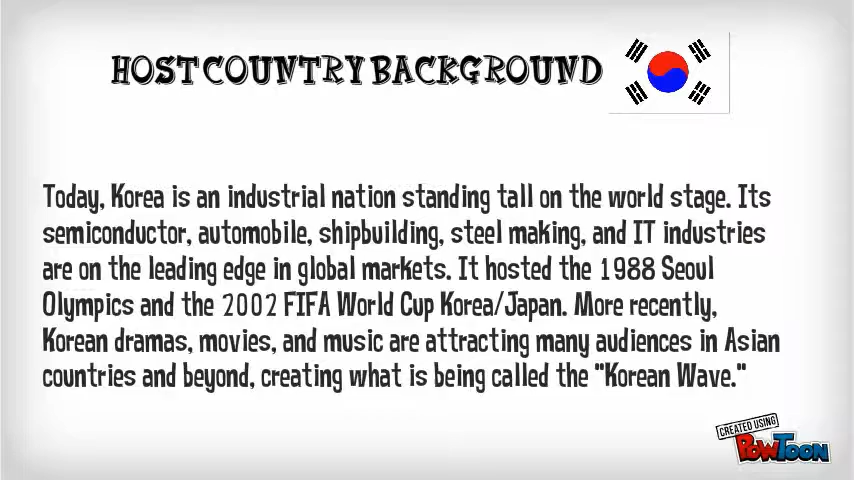 HOST COUNTRY BACKGROUND
Today, Korea is an industrial nation standing tall on the world stage. Its
semiconductor, automobile, shipbuilding, steel making, and IT industries
are on the leading edge in global markets. It hosted the 1988 Seoul
Olympics and the 2002 FIFA World Cup Korea/Japan. More recently,
Korean dramas, movies, and music are attracting many audiences in Asian
countries and beyond, creating what is being called the "Korean Wave."
CREATED USING
POWTOON